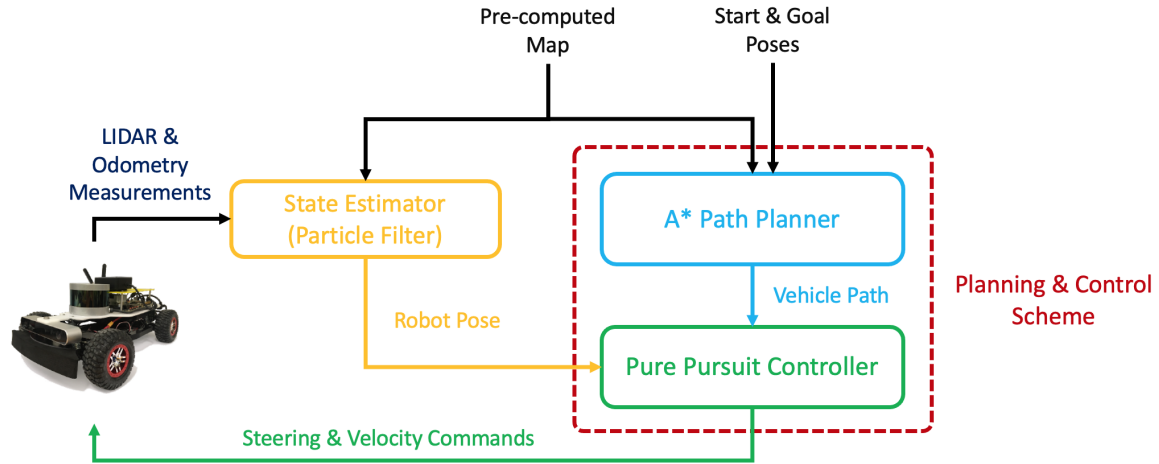 Pre-computed
Map
Start & Goal
Poses
LIDAR &
Odometry
Measurements
State Estimator
(Particle Filter)
A* Path Planner
Vehicle Path
Planning & Control
Scheme
Robot Pose
Pure Pursuit Controller
Steering & Velocity Commands